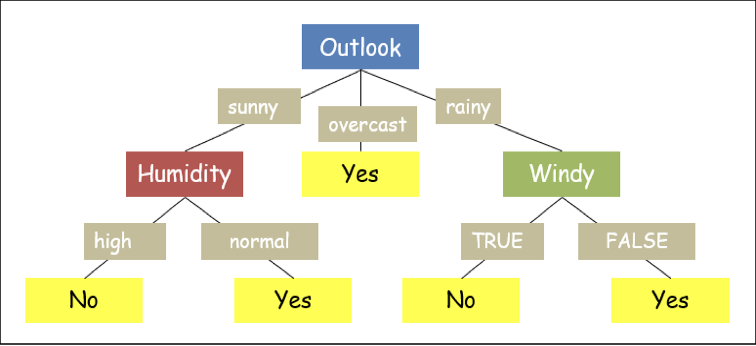 Outlook
sunny
overcast
rainy
Humidity
Yes
Windy
high
normal
TRUE
FALSE
No
Yes
No
Yes